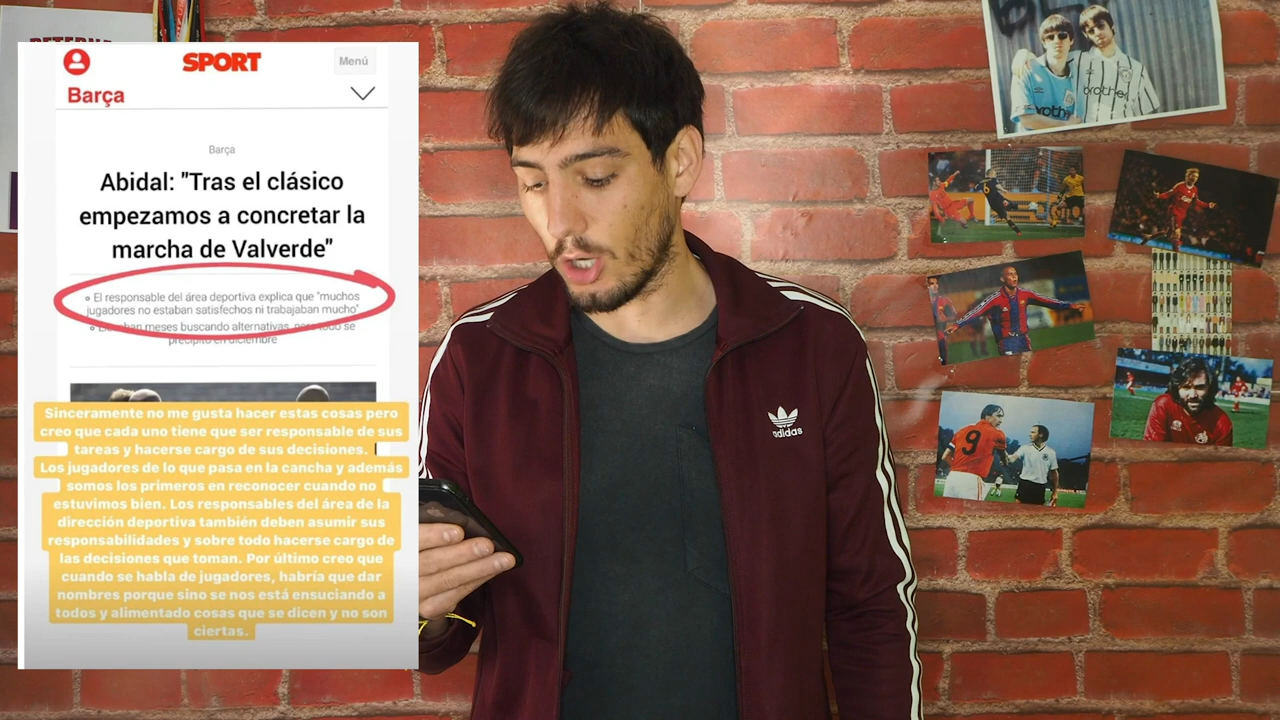 SPORT
Menú
Barça
Barça
Abidal: "Tras el clásico
empezamos a concretar la
marcha de Valverde"
El responsable del área deportiva explica que "muchos
jugadores no estaban satisfechos ni trabajaban mucho"
meses buscando alternativas, todo se
precipitó en diciembre
Sinceramente no me gusta hacer estas cosas pero
creo que cada uno tiene que ser responsable de sus
tareas y hacerse cargo de sus decisiones.
Los jugadores de lo que pasa en la cancha y además
somos los primeros en reconocer cuando no
estuvimos bien. Los responsables del área de la
dirección deportiva también deben asumir sus
responsabilidades y sobre todo hacerse cargo de
las decisiones que toman. Por último creo que
cuando se habla de jugadores, habría que dar
nombres porque sino se nos está ensuciando a
todos y alimentado cosas que se dicen y no son
ciertas.
adidas
brother
9